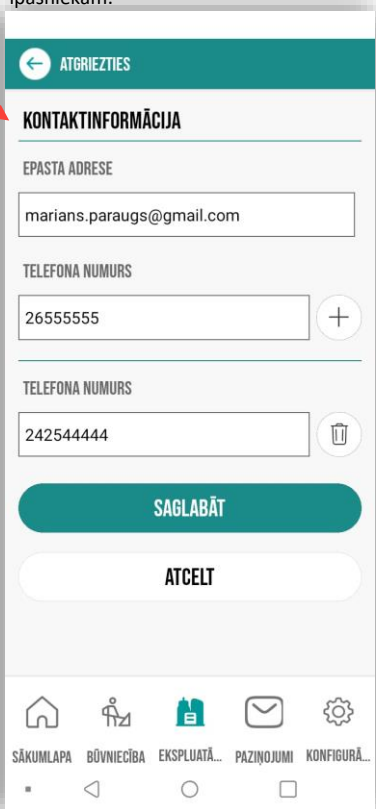 īpašniekam.
ATGRIEZTIES
KONTAKTINFORMĀCIJA
EPASTA ADRESE
marians.paraugs@gmail.com
TELEFONA NUMURS
26555555
TELEFONA NUMURS
242544444
SAGLABĀT
ATCELT
SĀKUMLAPA BŪVNIECĪBA EKSPLUATĀ... PAZIŅOJUMI KONFIGURĀ...